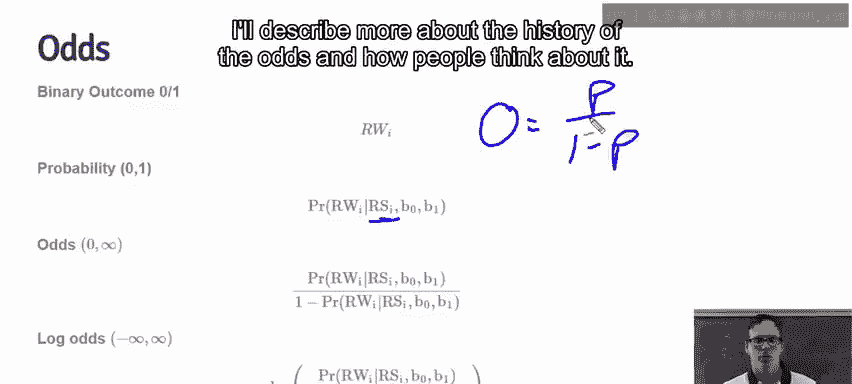 I'll describe more about the history of
the odds and how people think about it.
Odds
Binary Outcome 0/1
RWᵢ
O = P / 1 - P
Probability (0,1)
Pr(RWᵢ|RSᵢ, b₀, b₁)
Odds (0, ∞)
Pr(RWᵢ|RSᵢ, b₀, b₁)
1 − Pr(RWᵢ|RSᵢ, b₀, b₁)
Log odds (−∞, ∞)
( Pr(RWᵢ|RSᵢ, b₀, b₁) )